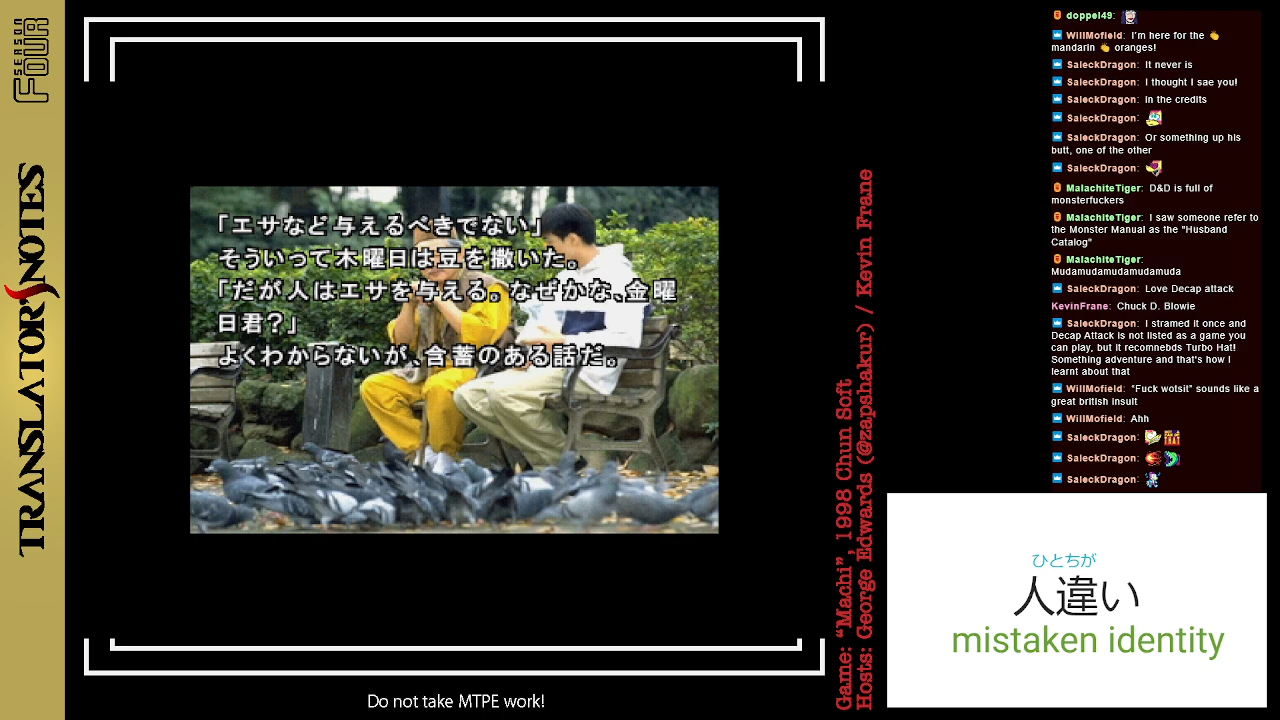 SEASON
FOUR
TRANSLATOR'S NOTES
「エサなど与えるべきでない」
そういって木曜日は豆を撒いた。
「だが人はエサを与える。なぜかな、金曜
日君?」
よくわからないが、含蓄のある話だ。
Do not take MTPE work!
Game: "Machi", 1998 Chun Soft
Hosts: George Edwards (@zapshakur) / Kevin Frane
doppel49:
WillMofield: I'm here for the 👏
mandarin 👏 oranges!
SaleckDragon: It never is
SaleckDragon: I thought I sae you!
SaleckDragon: In the credits
SaleckDragon:
SaleckDragon: Or something up his
butt, one of the other
SaleckDragon:
MalachiteTiger: D&D is full of
monsterfuckers
MalachiteTiger: I saw someone refer to
the Monster Manual as the "Husband
Catalog"
MalachiteTiger:
Mudamudamudamudamuda
SaleckDragon: Love Decap attack
KevinFrane: Chuck D. Blowie
SaleckDragon: I stramed it once and
Decap Attack is not listed as a game you
can play, but it recomnebds Turbo Hat!
Something adventure and that's how I
learnt about that
WillMofield: "Fuck wotsit" sounds like a
great british insult
WillMofield: Ahh
SaleckDragon:
SaleckDragon:
SaleckDragon:
ひとちが
人違い
mistaken identity